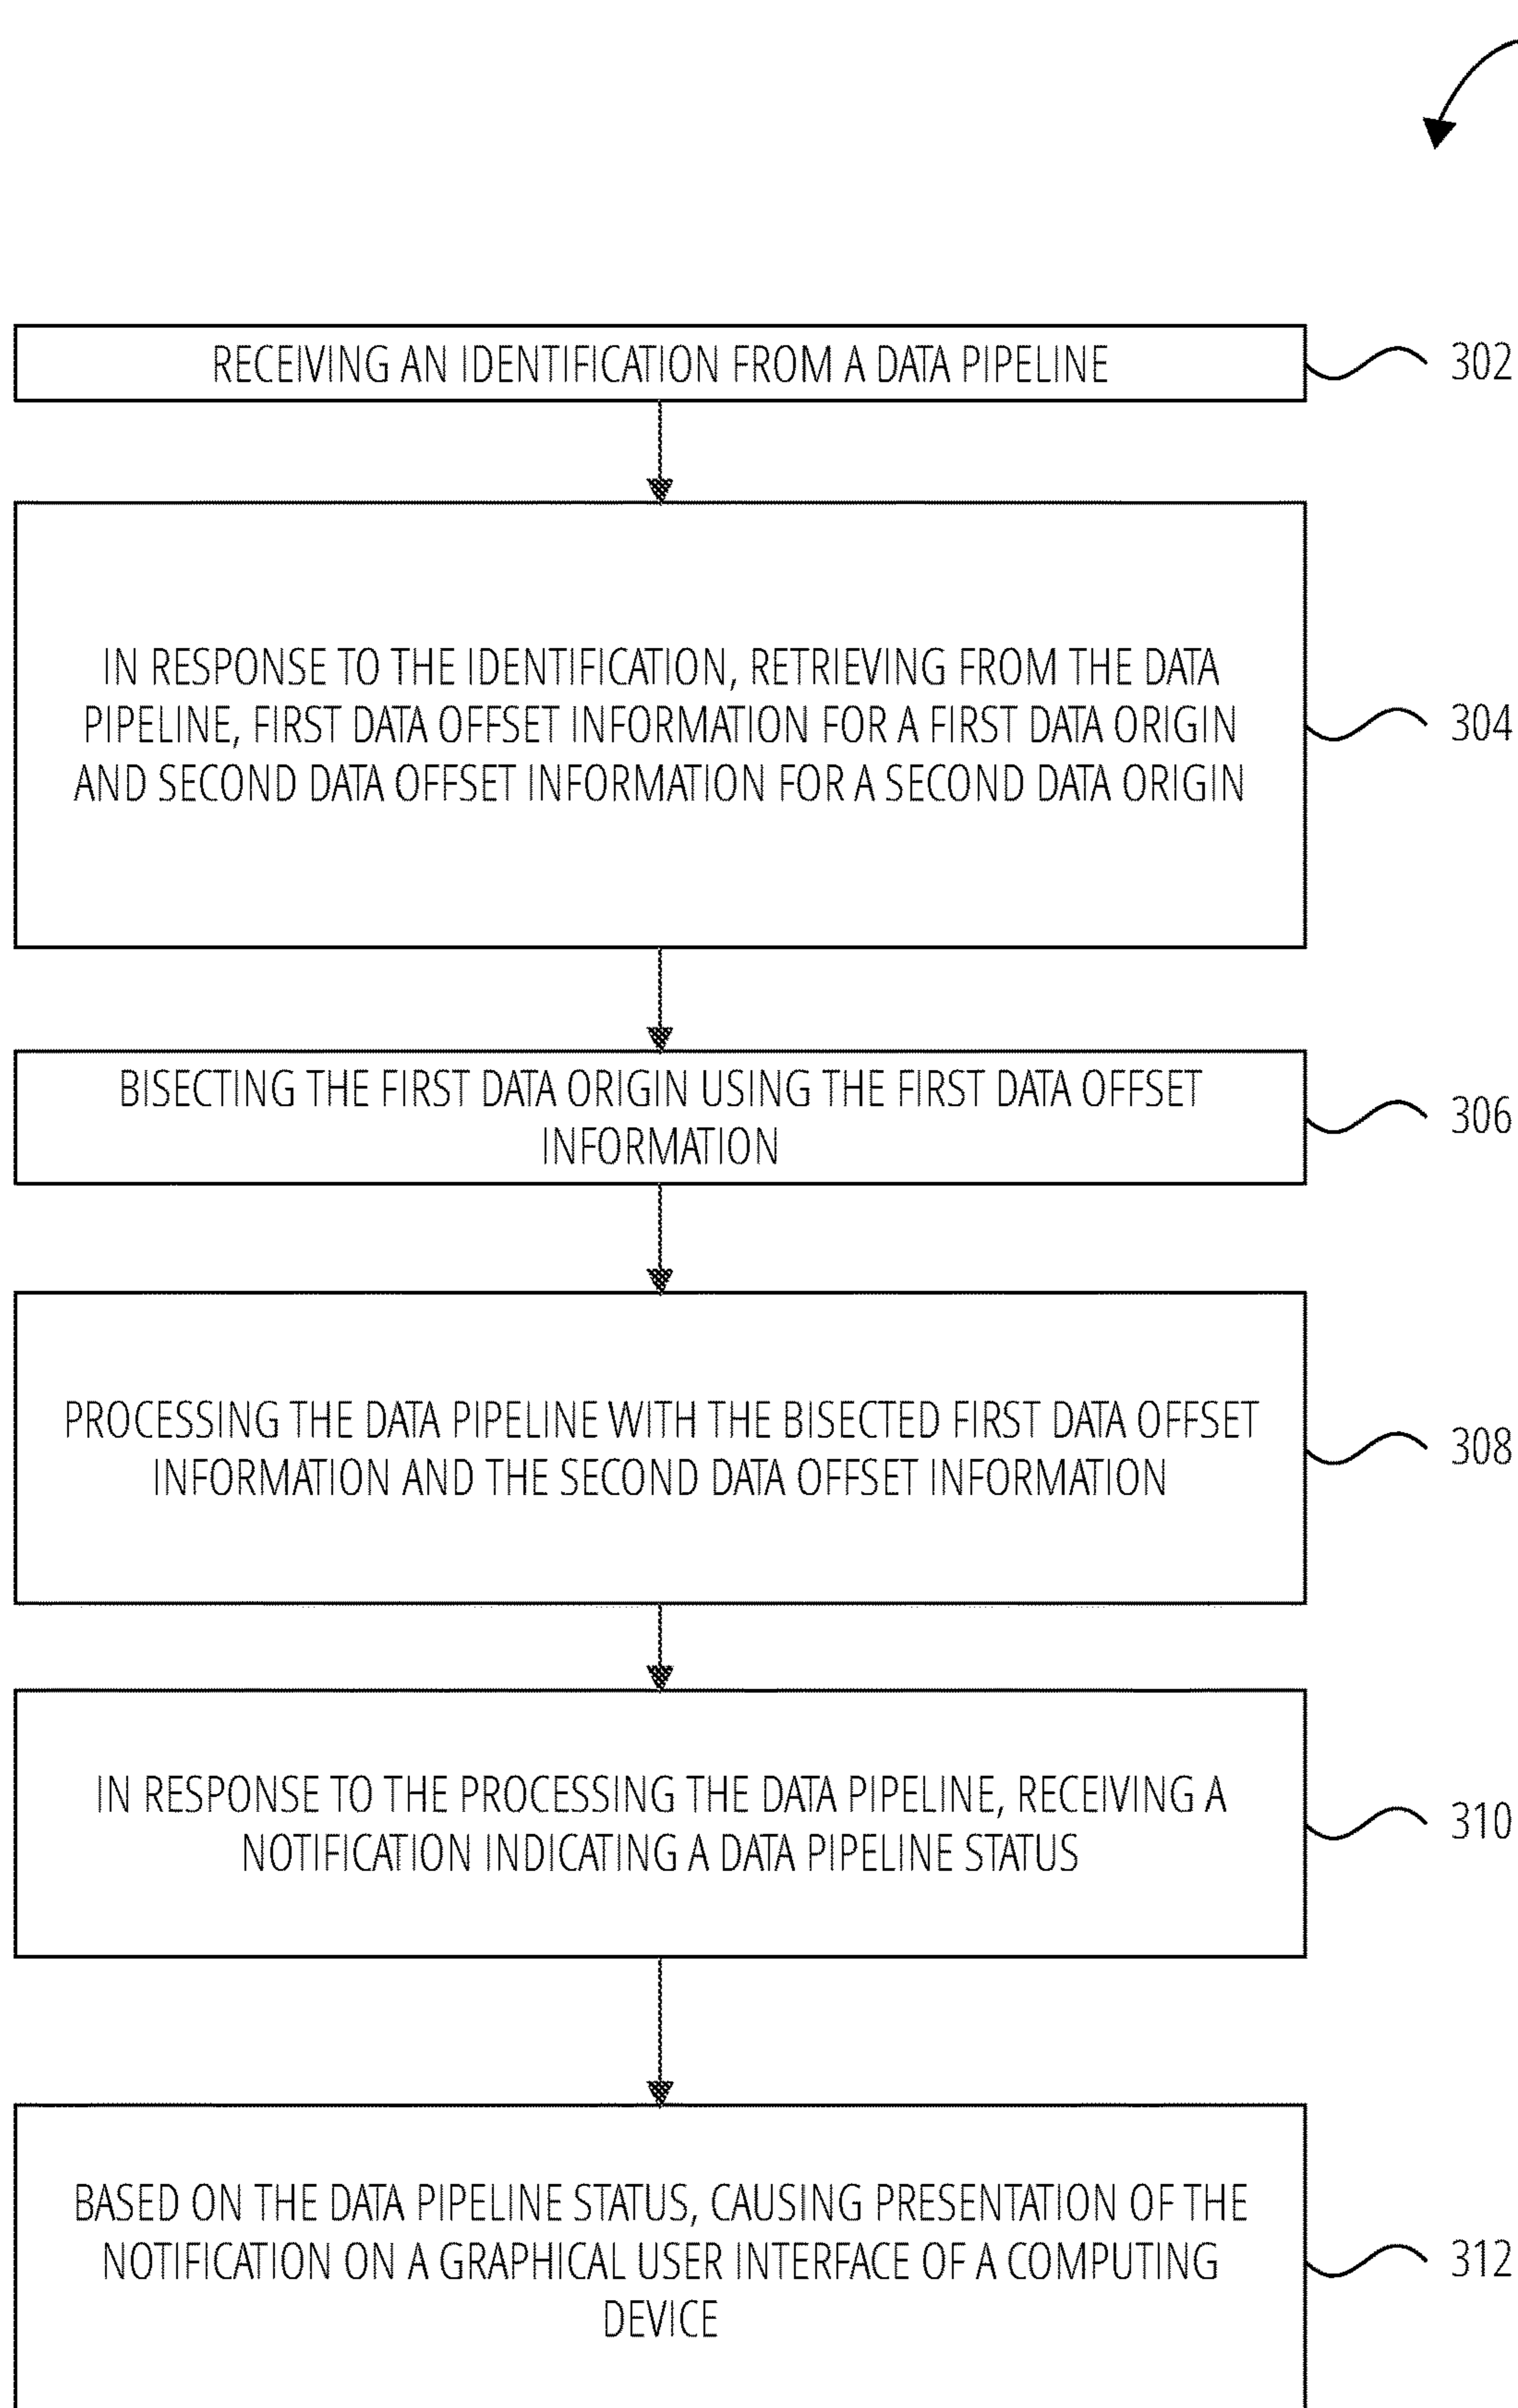 RECEIVING AN IDENTIFICATION FROM A DATA PIPELINE
302
IN RESPONSE TO THE IDENTIFICATION, RETRIEVING FROM THE DATA
PIPELINE, FIRST DATA OFFSET INFORMATION FOR A FIRST DATA ORIGIN
AND SECOND DATA OFFSET INFORMATION FOR A SECOND DATA ORIGIN
304
BISECTING THE FIRST DATA ORIGIN USING THE FIRST DATA OFFSET
INFORMATION
306
PROCESSING THE DATA PIPELINE WITH THE BISECTED FIRST DATA OFFSET
INFORMATION AND THE SECOND DATA OFFSET INFORMATION
308
IN RESPONSE TO THE PROCESSING THE DATA PIPELINE, RECEIVING A
NOTIFICATION INDICATING A DATA PIPELINE STATUS
310
BASED ON THE DATA PIPELINE STATUS, CAUSING PRESENTATION OF THE
NOTIFICATION ON A GRAPHICAL USER INTERFACE OF A COMPUTING
DEVICE
312